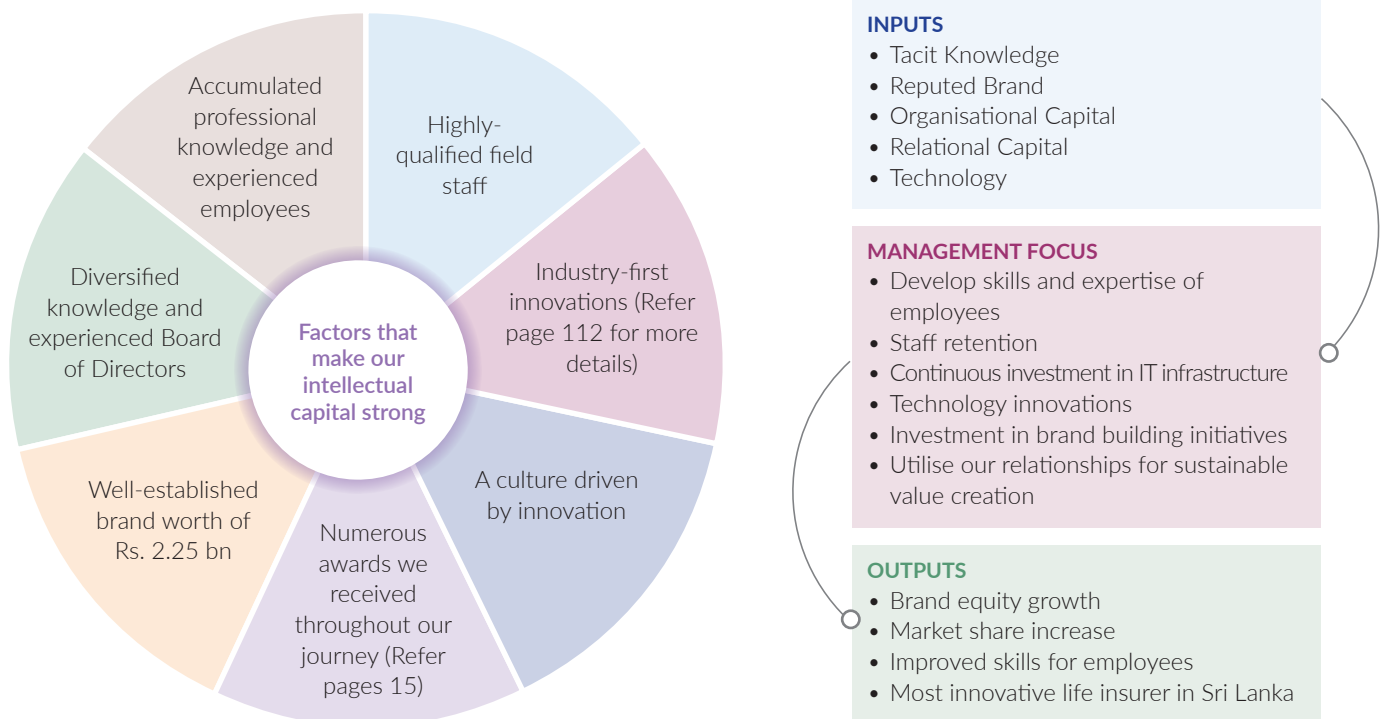 Accumulated
professional
knowledge and
experienced
employees
Highly-
qualified field
staff
Industry-first
innovations (Refer
page 112 for more
details)
A culture driven
by innovation
Numerous
awards we
received
throughout our
journey (Refer
pages 15)
Well-established
brand worth of
Rs. 2.25 bn
Diversified
knowledge and
experienced Board
of Directors
Factors that
make our
intellectual
capital strong
INPUTS
• Tacit Knowledge
• Reputed Brand
• Organisational Capital
• Relational Capital
• Technology
MANAGEMENT FOCUS
• Develop skills and expertise of
employees
• Staff retention
• Continuous investment in IT infrastructure
• Technology innovations
• Investment in brand building initiatives
• Utilise our relationships for sustainable
value creation
OUTPUTS
• Brand equity growth
• Market share increase
• Improved skills for employees
• Most innovative life insurer in Sri Lanka